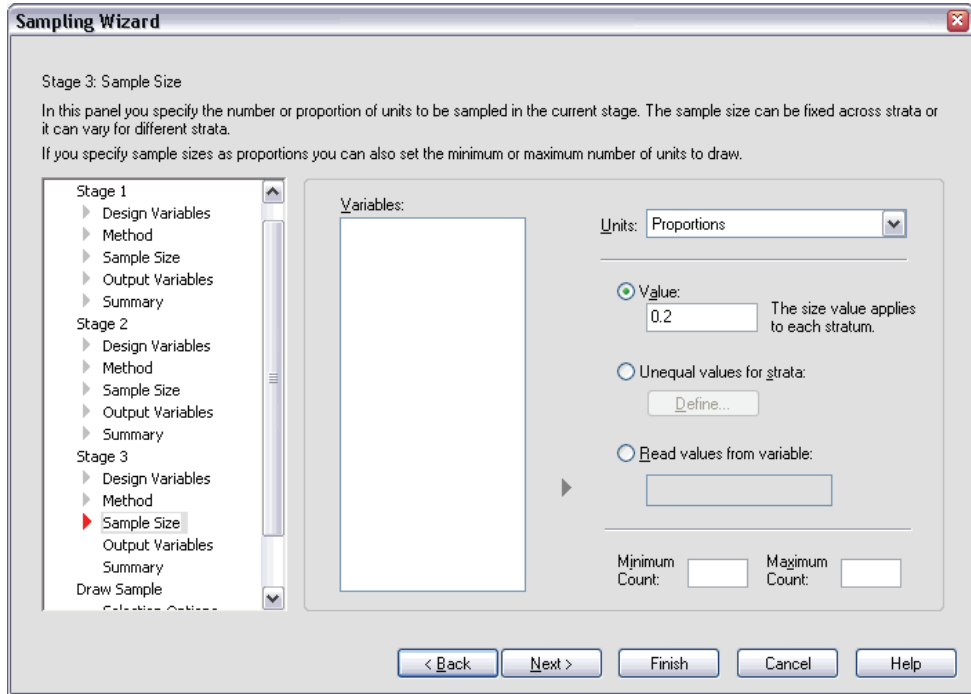 Sampling Wizard
Stage 3: Sample Size
In this panel you specify the number or proportion of units to be sampled in the current stage. The sample size can be fixed across strata or
it can vary for different strata.
If you specify sample sizes as proportions you can also set the minimum or maximum number of units to draw.
Stage 1
Design Variables
Method
Sample Size
Output Variables
Summary
Stage 2
Design Variables
Method
Sample Size
Output Variables
Summary
Stage 3
Design Variables
Method
Sample Size
Output Variables
Summary
Draw Sample
Selection Options
Variables:
Units: Proportions
Value:
0.2
The size value applies
to each stratum.
Unequal values for strata:
Define...
Read values from variable:
Minimum
Count:
Maximum
Count:
< Back
Next >
Finish
Cancel
Help